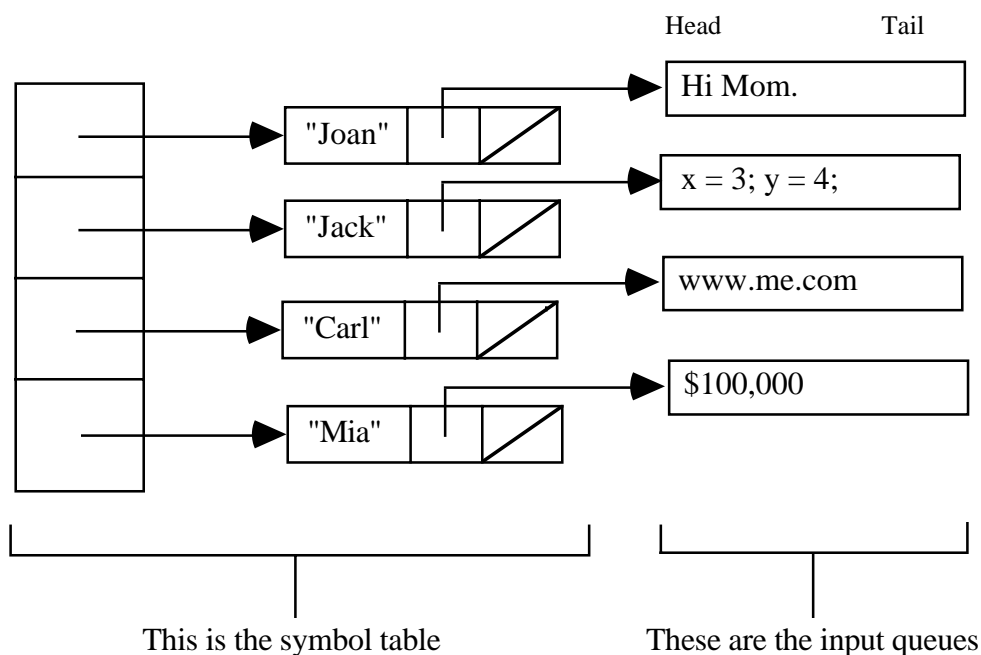 Head Tail
Hi Mom.
"Joan"
x = 3; y = 4;
"Jack"
www.me.com
"Carl"
$100,000
"Mia"
This is the symbol table
These are the input queues